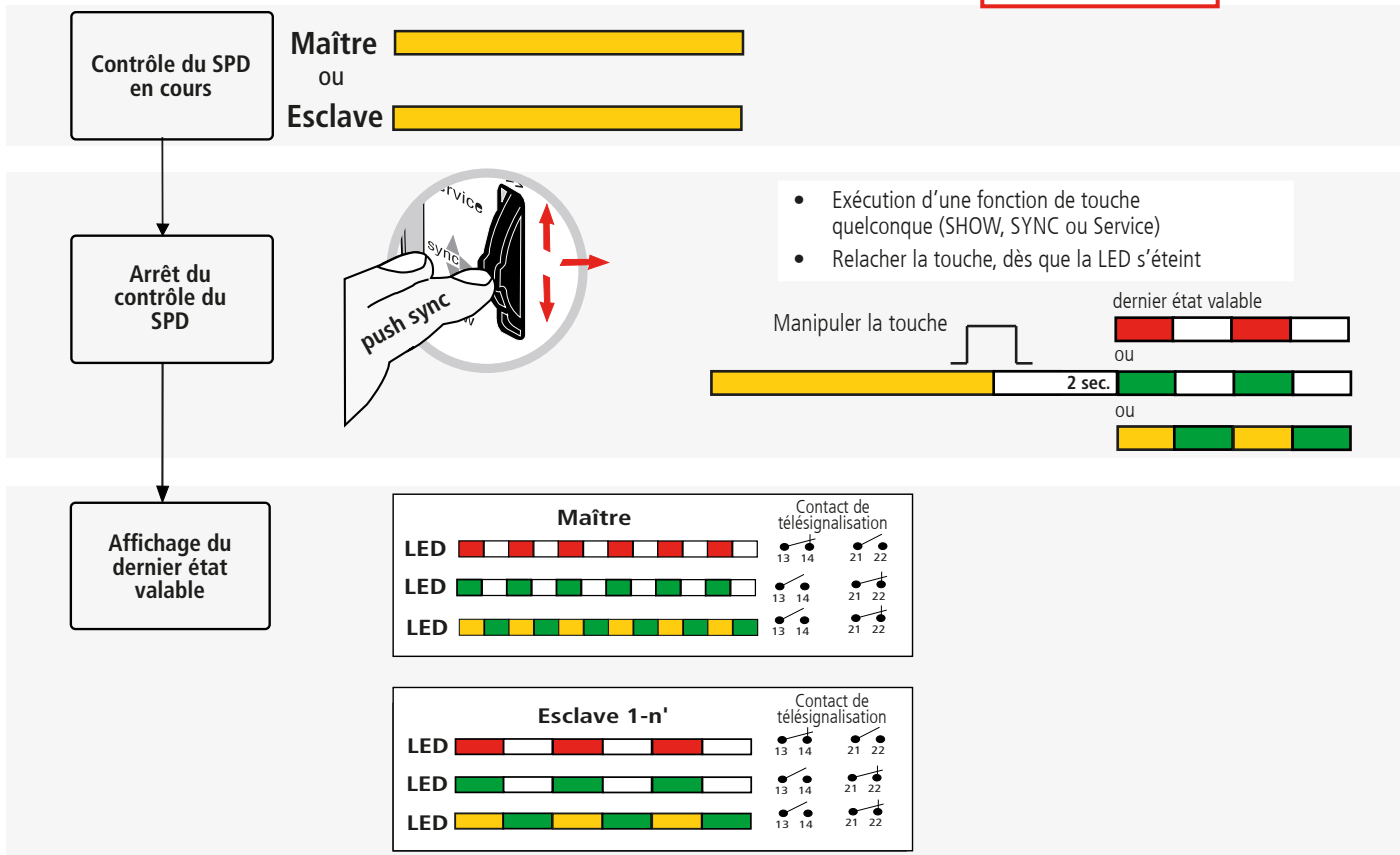 Contrôle du SPD
en cours
Maître
ou
Esclave
Arrêt du
contrôle du
SPD
service
sync
push sync
• Exécution d'une fonction de touche
quelconque (SHOW, SYNC ou Service)
• Relacher la touche, dès que la LED s'éteint
Manipuler la touche
dernier état valable
ou
2 sec.
ou
Affichage du
dernier état
valable
Maître
Contact de
télésignalisation
LED
13 14 21 22
LED
13 14 21 22
LED
13 14 21 22
Esclave 1-n'
Contact de
télésignalisation
LED
13 14 21 22
LED
13 14 21 22
LED
13 14 21 22